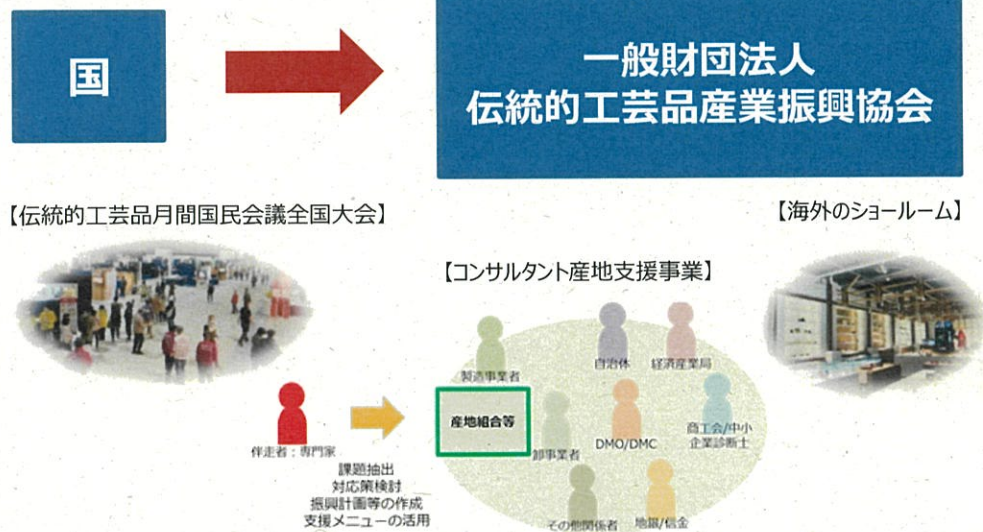 国
一般財団法人
伝統的工芸品産業振興協会
【伝統的工芸品月間国民会議全国大会】
【海外のショールーム】
【コンサルタント産地支援事業】
製造事業者
自治体
経済産業局
産地組合等
卸事業者
DMO/DMC
商工会/中小
企業診断士
伴走者：専門家
課題抽出
対応策検討
振興計画等の作成
支援メニューの活用
その他関係者
地銀/信金